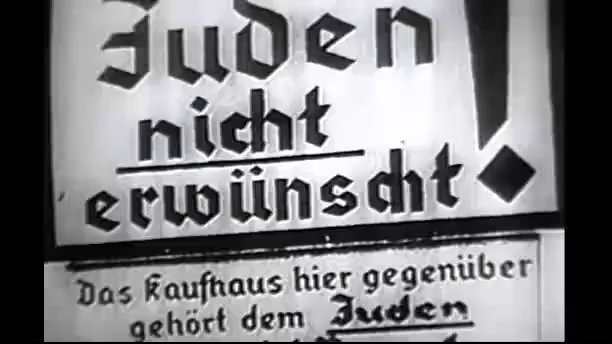 Juden
nicht
erwünscht!
Das Kaufhaus hier gegenüber
gehört dem Juden